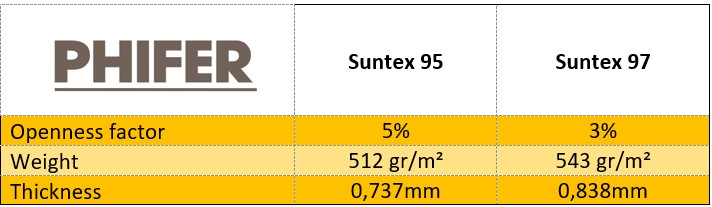 PHIFER Suntex 95 Suntex 97
Openness factor 5% 3%
Weight 512 gr/m² 543 gr/m²
Thickness 0,737mm 0,838mm